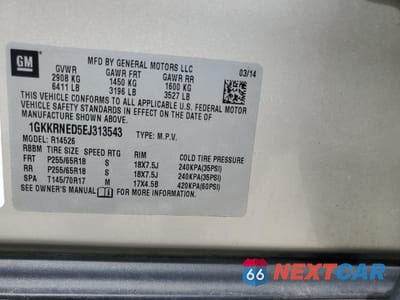 GM
MFD BY GENERAL MOTORS LLC
GVWR GAWR FRT GAWR RR 03/14
2908 KG 1450 KG 1600 KG
6411 LB 3196 LB 3527 LB
THIS VEHICLE CONFORMS TO ALL APPLICABLE U.S. FEDERAL MOTOR
VEHICLE SAFETY STANDARDS IN EFFECT ON THE DATE OF
MANUFACTURE SHOWN ABOVE.
1GKKRNED5EJ313543 TYPE: M.P.V.
MODEL: R14526
RBBM TIRE SIZE SPEED RTG RIM COLD TIRE PRESSURE
FRT P255/65R18 S 18X7.5J 240KPA(35PSI)
RR P255/65R18 S 18X7.5J 240KPA(35PSI)
SPA T145/70R17 M 17X4.5B 420KPA(60PSI)
SEE OWNER'S MANUAL FOR MORE INFORMATION
66 NEXTCAR